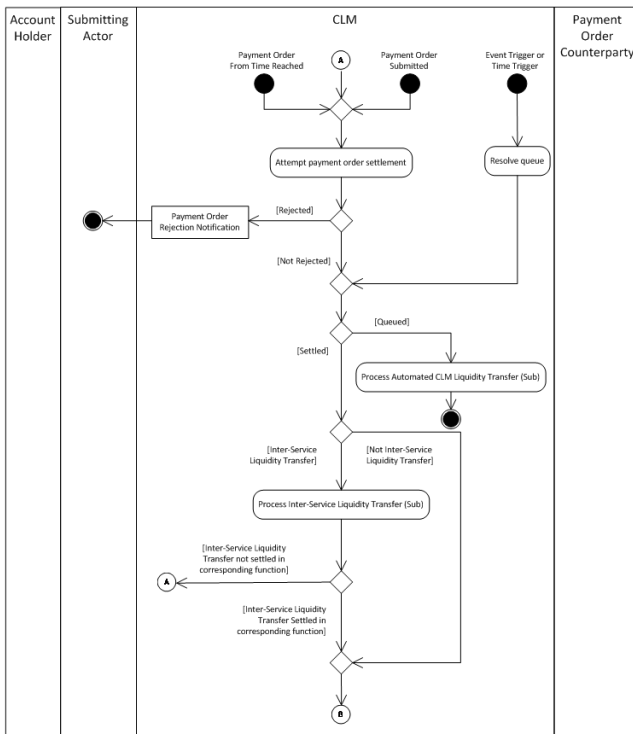 Account
Holder
Submitting
Actor
CLM
Payment
Order
Counterparty
Payment Order
From Time Reached
A
Payment Order
Submitted
Event Trigger or
Time Trigger
Attempt payment order settlement
Resolve queue
[Rejected]
Payment Order
Rejection Notification
[Not Rejected]
[Queued]
[Settled]
Process Automated CLM Liquidity Transfer (Sub)
[Inter-Service
Liquidity Transfer]
[Not Inter-Service
Liquidity Transfer]
Process Inter-Service Liquidity Transfer (Sub)
[Inter-Service Liquidity
Transfer not settled in
corresponding function]
A
[Inter-Service Liquidity
Transfer Settled in
corresponding function]
B